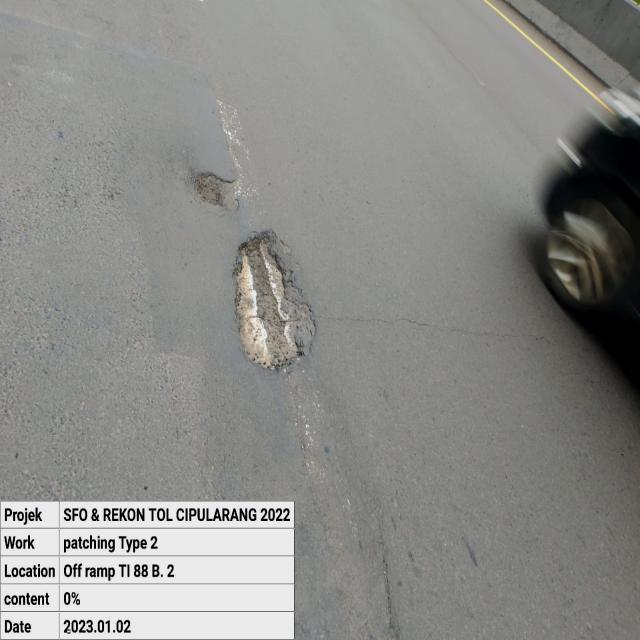 Projek SFO & REKON TOL CIPULARANG 2022
Work patching Type 2
Location Off ramp TI 88 B. 2
content 0%
Date 2023.01.02